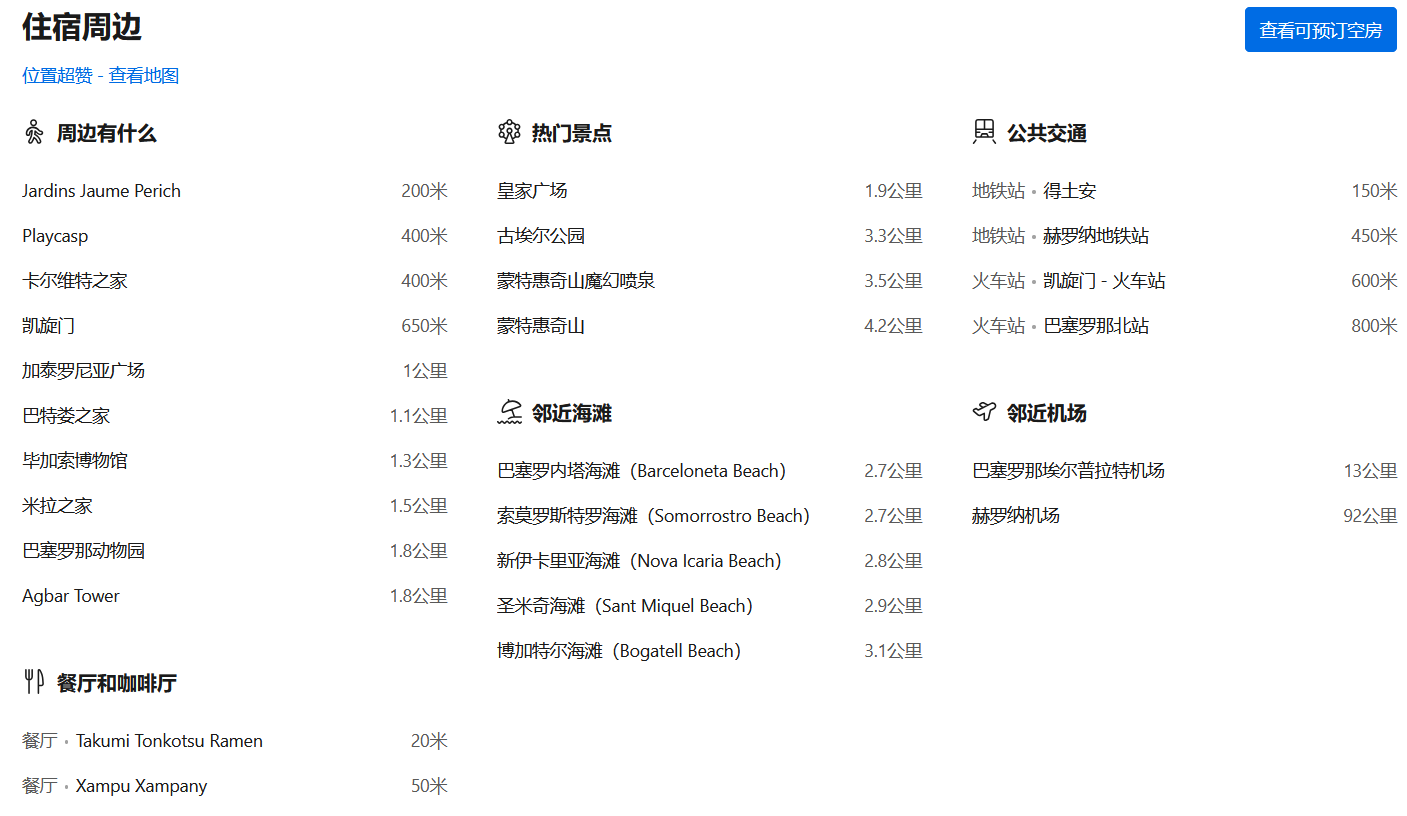 住宿周边
查看可预订空房
位置超赞 - 查看地图
周边有什么
Jardins Jaume Perich 200米
Playcasp 400米
卡尔维特之家 400米
凯旋门 650米
加泰罗尼亚广场 1公里
巴特娄之家 1.1公里
毕加索博物馆 1.3公里
米拉之家 1.5公里
巴塞罗那动物园 1.8公里
Agbar Tower 1.8公里
餐厅和咖啡厅
餐厅 • Takumi Tonkotsu Ramen 20米
餐厅 • Xampu Xampany 50米
热门景点
皇家广场 1.9公里
古埃尔公园 3.3公里
蒙特惠奇山魔幻喷泉 3.5公里
蒙特惠奇山 4.2公里
邻近海滩
巴塞罗内塔海滩（Barceloneta Beach） 2.7公里
索莫罗斯特罗海滩（Somorrostro Beach） 2.7公里
新伊卡里亚海滩（Nova Icaria Beach） 2.8公里
圣米奇海滩（Sant Miquel Beach） 2.9公里
博加特尔海滩（Bogatell Beach） 3.1公里
公共交通
地铁站 • 得土安 150米
地铁站 • 赫罗纳地铁站 450米
火车站 • 凯旋门 - 火车站 600米
火车站 • 巴塞罗那北站 800米
邻近机场
巴塞罗那埃尔普拉特机场 13公里
赫罗纳机场 92公里